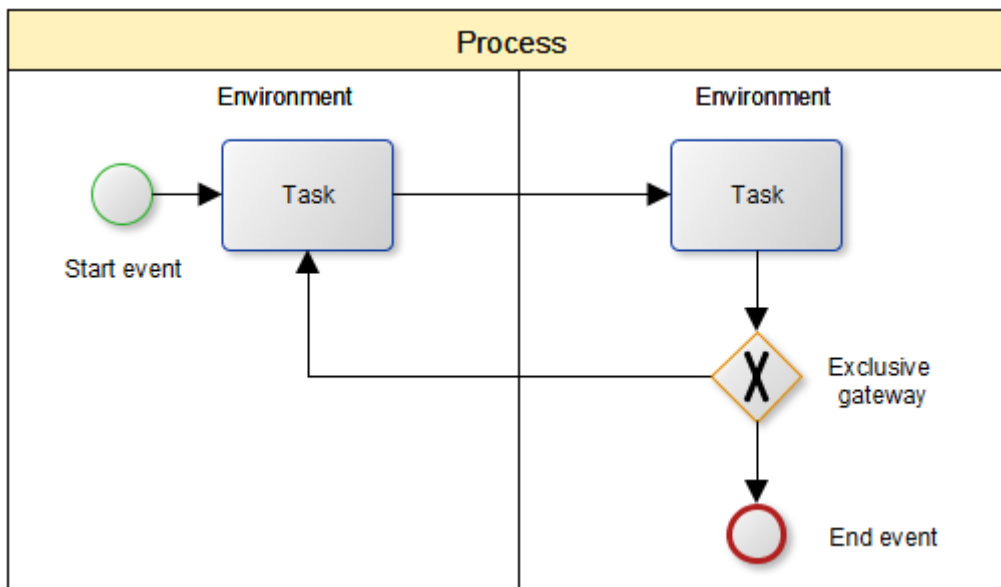 Process
Environment
Environment
Task
Task
Start event
X
Exclusive
gateway
End event